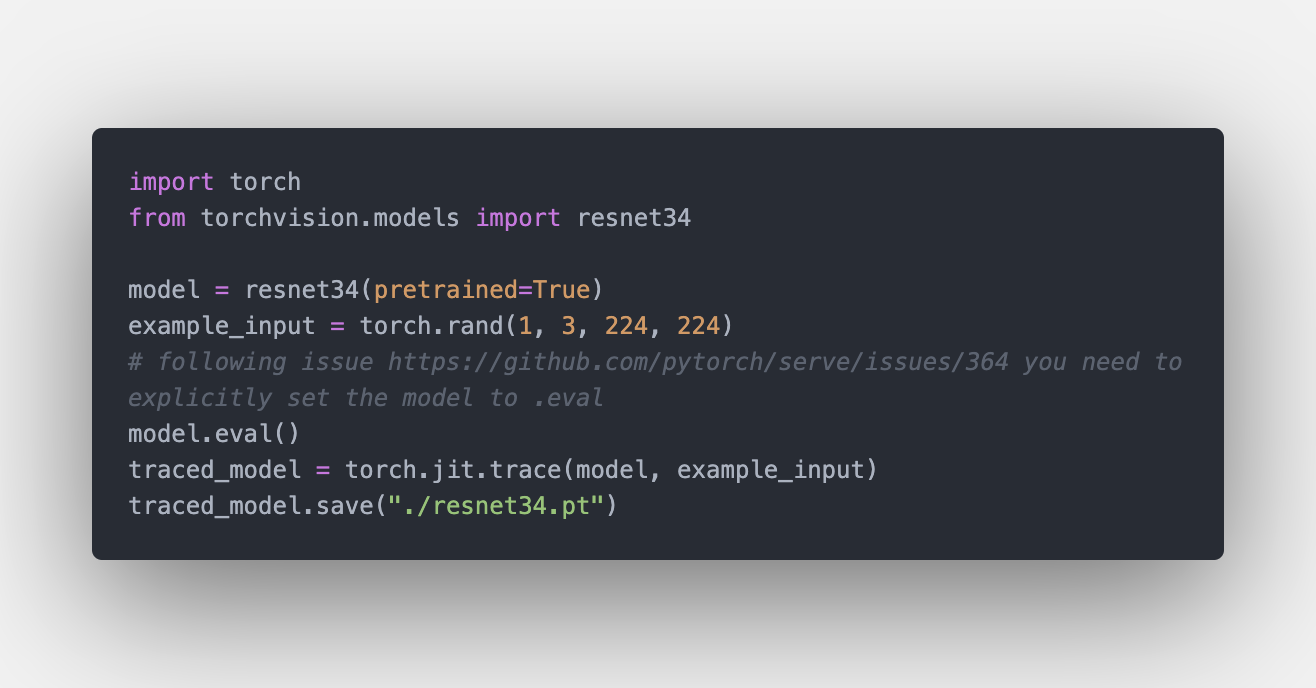 import torch
from torchvision.models import resnet34
model = resnet34(pretrained=True)
example_input = torch.rand(1, 3, 224, 224)
# following issue https://github.com/pytorch/serve/issues/364 you need to
explicitly set the model to .eval
model.eval()
traced_model = torch.jit.trace(model, example_input)
traced_model.save("./resnet34.pt")